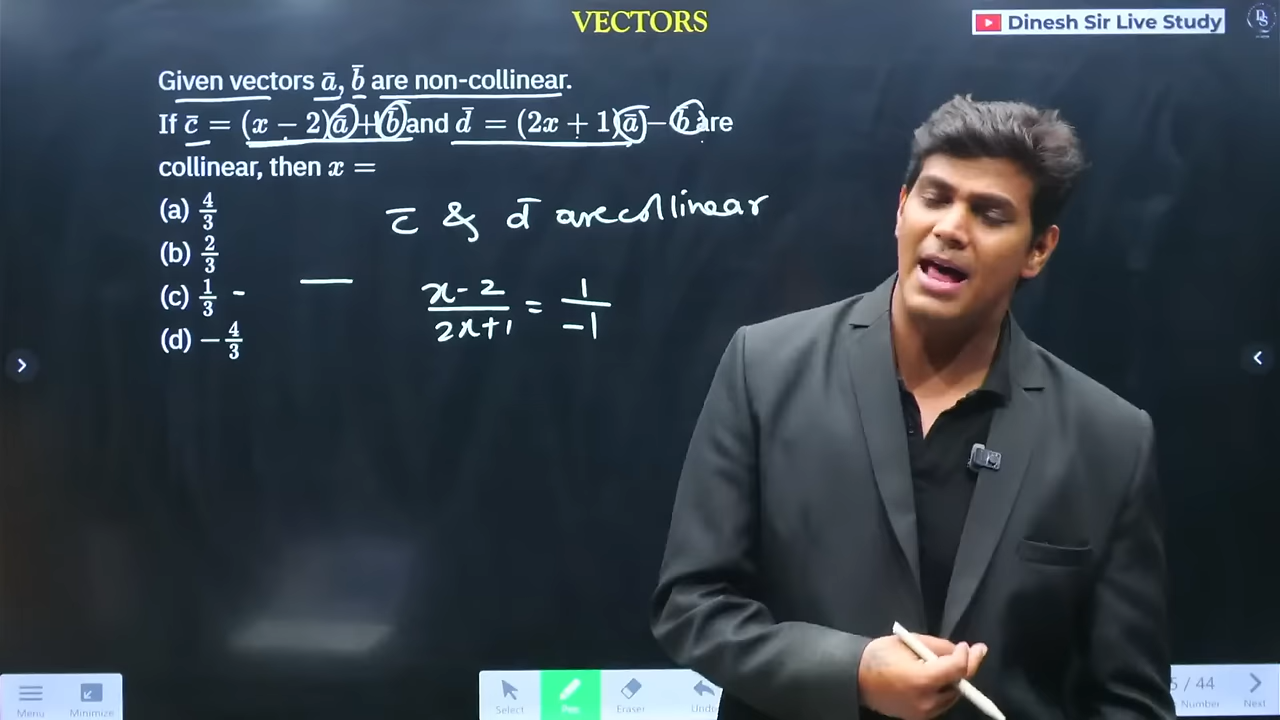 VECTORS
Dinesh Sir Live Study
DS
Given vectors a̅, b̅ are non-collinear.
If c̅ = (x − 2)a̅ + b̅ and d̅ = (2x + 1)a̅ − b̅ are
collinear, then x =
(a) 4/3
(b) 2/3
(c) 1/3 -
(d) −4/3
c̅ & d̅ are collinear
x-2/2x+1 = 1/-1
Menu
Minimize
Select
Pen
Eraser
Undo
5 / 44
Number
Next